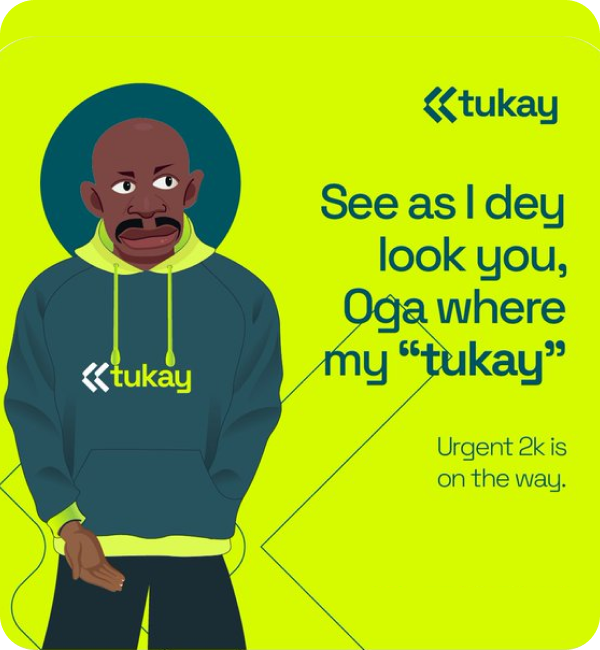 tukay
See as I dey
look you,
Oga where
my “tukay”
tukay
Urgent 2k is
on the way.